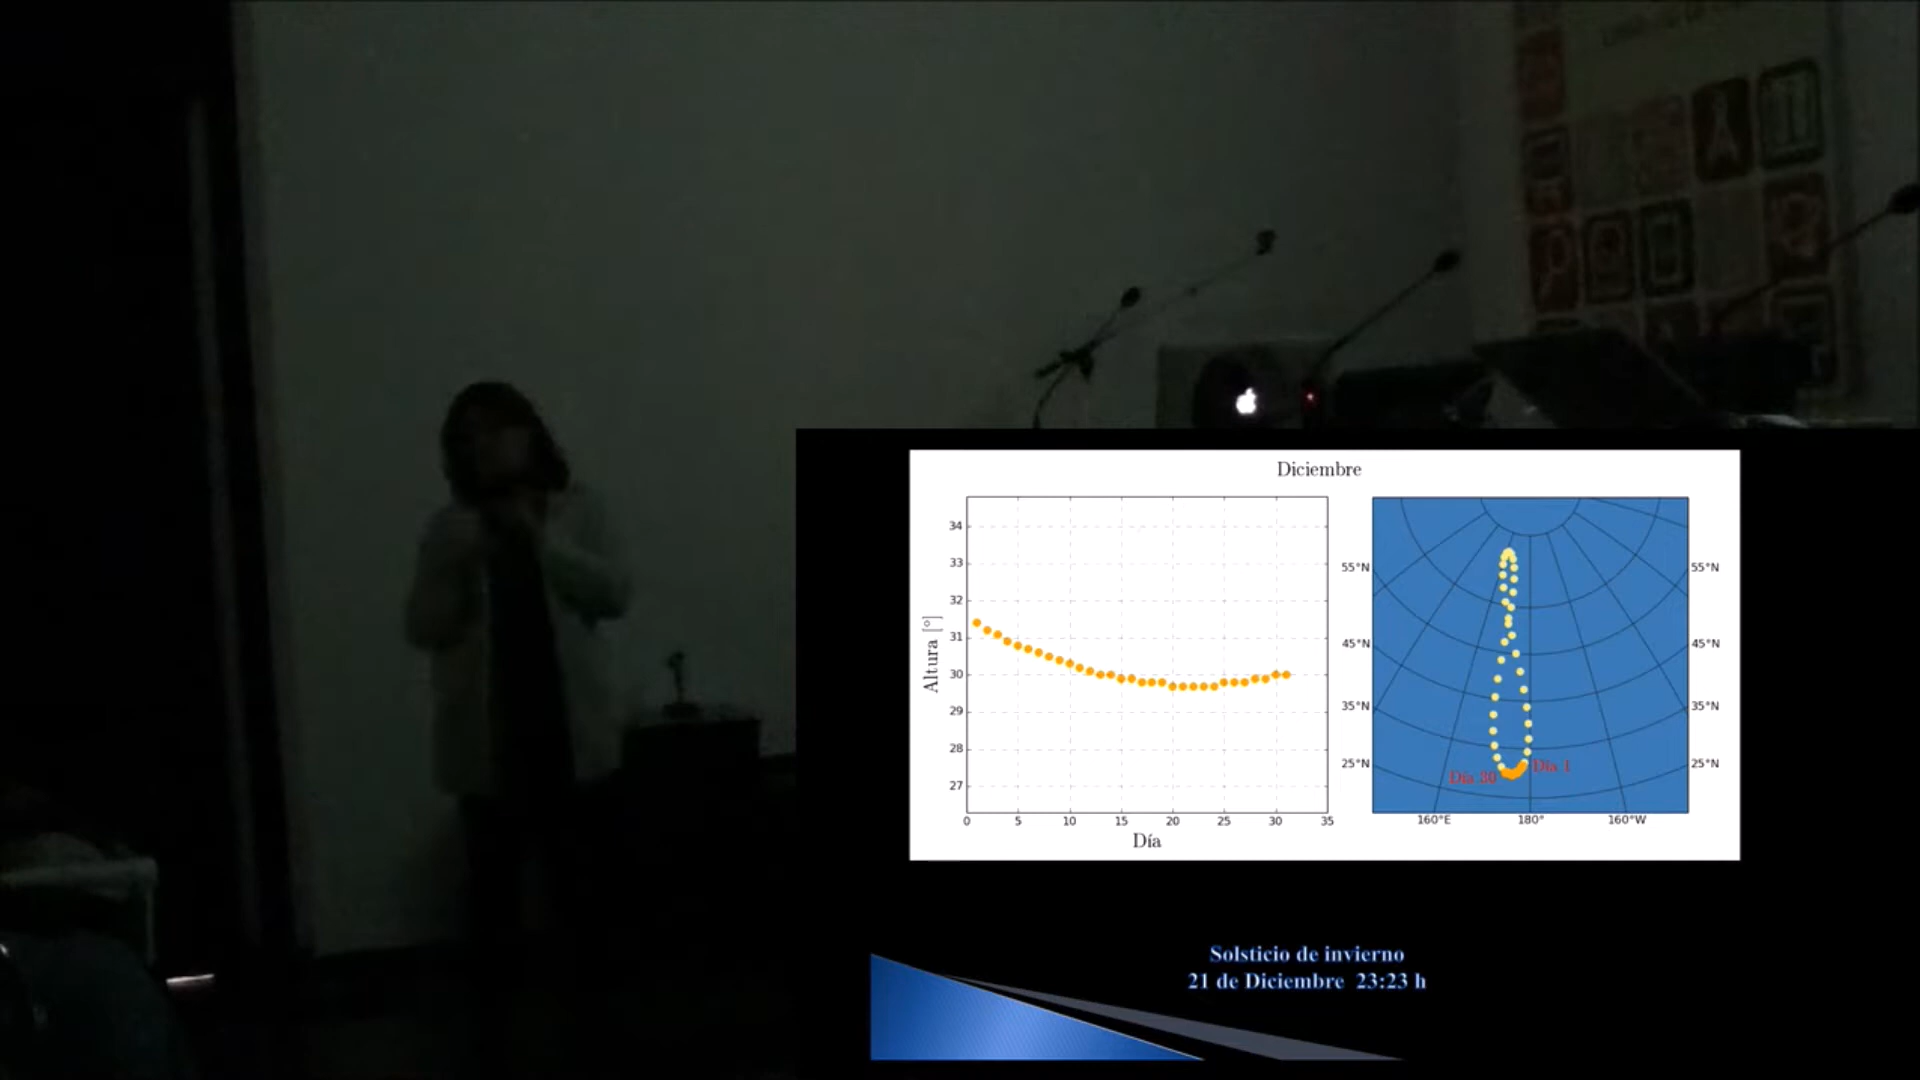 Diciembre
34
33
32
31
30
29
28
27
Altura [°]
0 5 10 15 20 25 30 35
Día
55°N 55°N
45°N 45°N
35°N 35°N
25°N 25°N
Día 30 Día 1
160°E 180° 160°W
Solsticio de invierno
21 de Diciembre 23:23 h